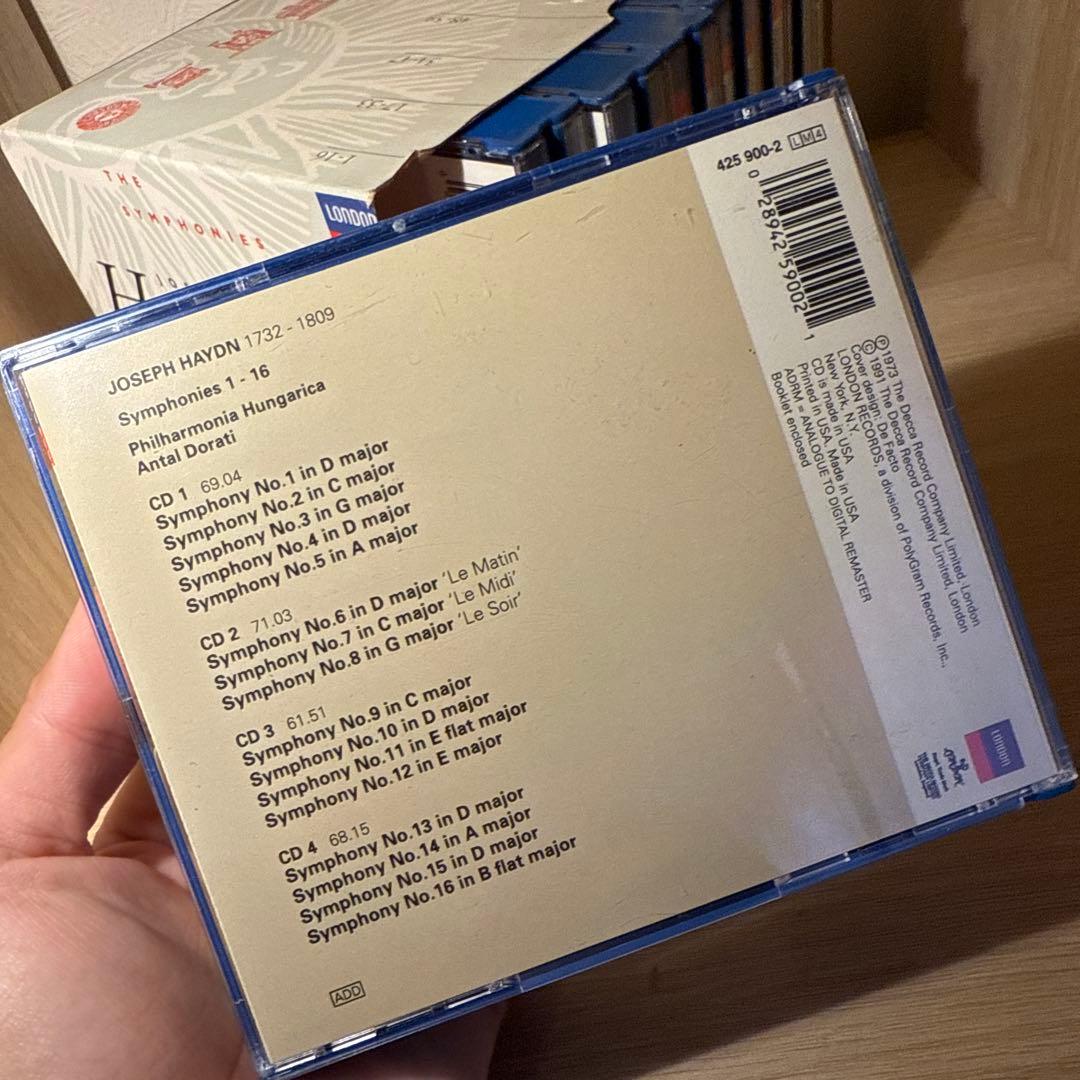 1-16
17-33
THE
SYMPHONIES
LONDON
H
JOSEPH HAYDN 1732 - 1809
Symphonies 1 - 16
Philharmonia Hungarica
Antal Dorati
CD 1 69.04
Symphony No.1 in D major
Symphony No.2 in C major
Symphony No.3 in G major
Symphony No.4 in D major
Symphony No.5 in A major
CD 2 71.03
Symphony No.6 in D major 'Le Matin'
Symphony No.7 in C major 'Le Midi'
Symphony No.8 in G major 'Le Soir'
CD 3 61.51
Symphony No.9 in C major
Symphony No.10 in D major
Symphony No.11 in E flat major
Symphony No.12 in E major
CD 4 68.15
Symphony No.13 in D major
Symphony No.14 in A major
Symphony No.15 in D major
Symphony No.16 in B flat major
ADD
425 900-2 LM4
0 28942 59002 1
℗ 1973 The Decca Record Company Limited, London
© 1991 The Decca Record Company Limited, London
Cover design: De Facto
LONDON RECORDS, a division of PolyGram Records, Inc.,
New York, N.Y.
CD is made in USA
Printed in USA. Made in USA
ADRM = ANALOGUE TO DIGITAL REMASTER
Booklet enclosed
LONDON